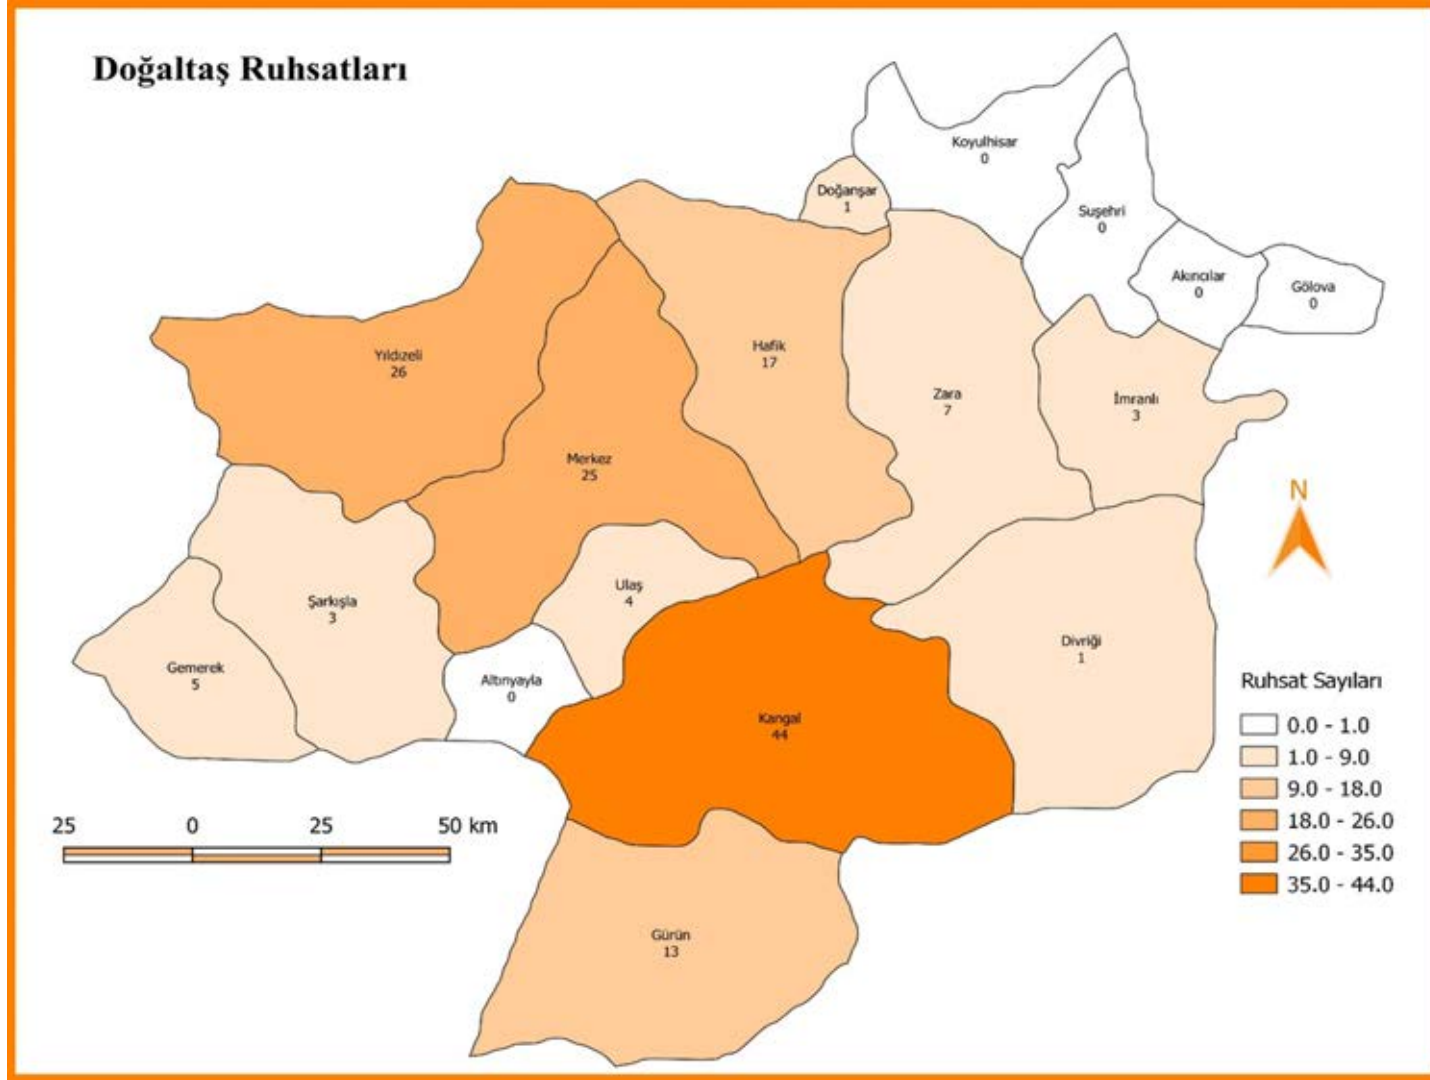 Doğaltaş Ruhsatları
Koyulhisar
0
Doğanşar
1
Suşehri
0
Akıncılar
0
Gölova
0
Yıldızeli
26
Hafik
17
Zara
7
İmranlı
3
Merkez
25
N
Ulaş
4
Şarkışla
3
Gemerek
5
Altınyayla
0
Divriği
1
Kangal
44
Gürün
13
Ruhsat Sayıları
0.0 - 1.0
1.0 - 9.0
9.0 - 18.0
18.0 - 26.0
26.0 - 35.0
35.0 - 44.0
25 0 25 50 km